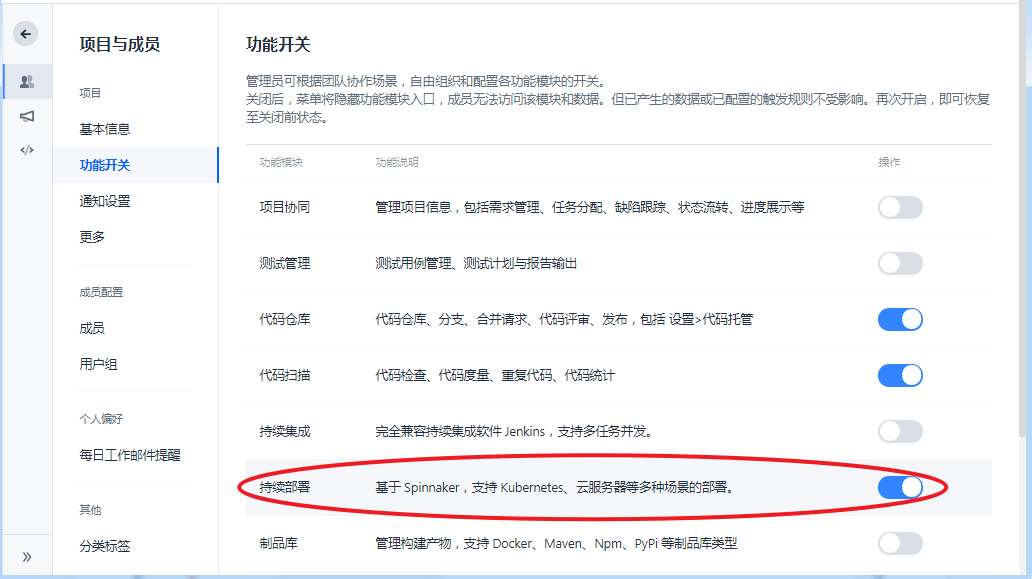 项目与成员
项目
基本信息
功能开关
通知设置
更多
成员配置
成员
用户组
个人偏好
每日工作邮件提醒
其他
分类标签
功能开关
管理员可根据团队协作场景，自由组织和配置各功能模块的开关。
关闭后，菜单将隐藏功能模块入口，成员无法访问该模块和数据。但已产生的数据或已配置的触发规则不受影响。再次开启，即可恢复
至关闭前状态。
功能模块 功能说明 操作
项目协同 管理项目信息，包括需求管理、任务分配、缺陷跟踪、状态流转、进度展示等
测试管理 测试用例管理、测试计划与报告输出
代码仓库 代码仓库、分支、合并请求、代码评审、发布，包括 设置>代码托管
代码扫描 代码检查、代码度量、重复代码、代码统计
持续集成 完全兼容持续集成软件 Jenkins，支持多任务并发。
持续部署 基于 Spinnaker，支持 Kubernetes、云服务器等多种场景的部署。
制品库 管理构建产物，支持 Docker、Maven、Npm、PyPi 等制品库类型